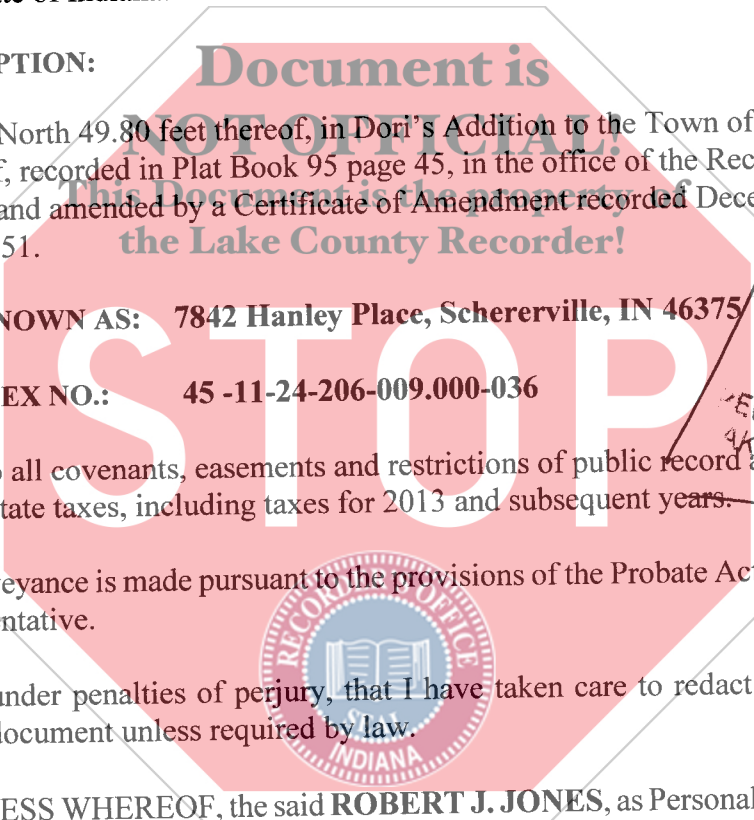 PTION:
Document is
North 49.80 feet thereof, in Dori's Addition to the Town of
NOT OFFICIAL!
recorded in Plat Book 95 page 45, in the office of the Rec
This Document is the property of
and amended by a Certificate of Amendment recorded Dece
the Lake County Recorder!
51.
NOWN AS: 7842 Hanley Place, Schererville, IN 46375
STOP
EX NO.: 45 -11-24-206-009.000-036
all covenants, easements and restrictions of public record
tate taxes, including taxes for 2013 and subsequent years.
eyance is made pursuant to the provisions of the Probate Ac
ntative.
RECORDER'S OFFICE
under penalties of perjury, that I have taken care to redact
document unless required by law.
SEAL
INDIANA
ESS WHEREOF, the said ROBERT J. JONES, as Personal